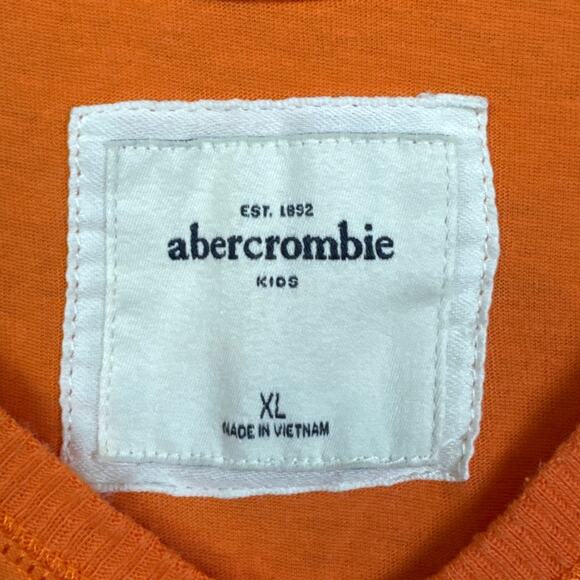 EST. 1892
abercrombie
KIDS
XL
MADE IN VIETNAM